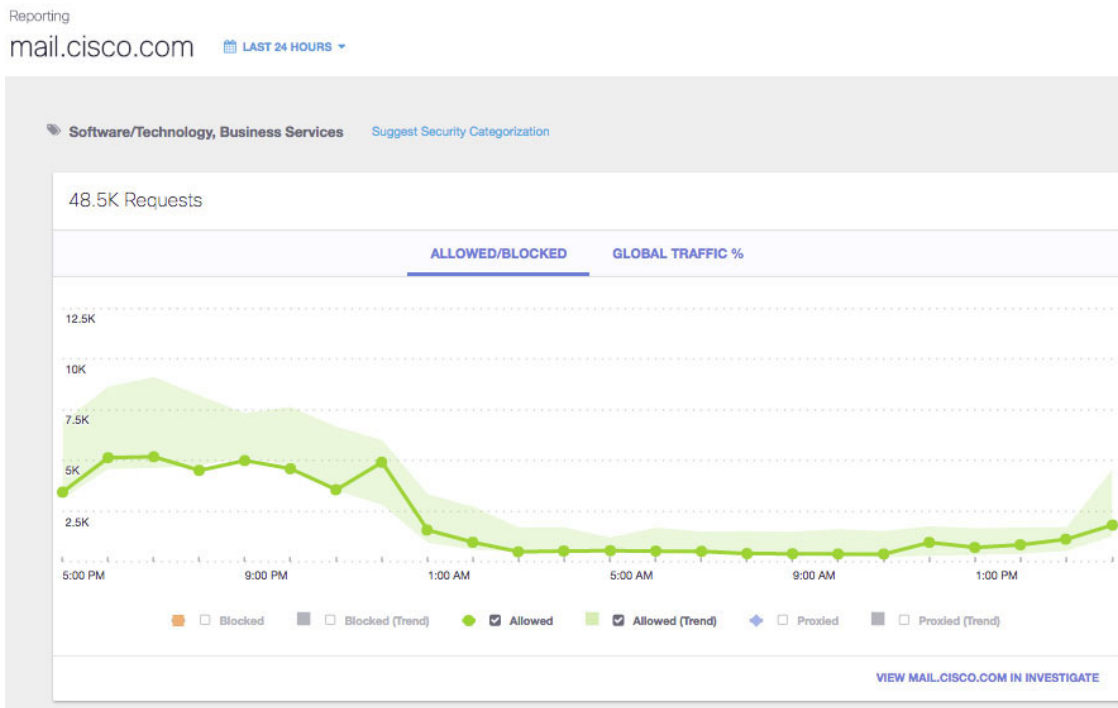 Reporting
mail.cisco.com LAST 24 HOURS
Software/Technology, Business Services Suggest Security Categorization
48.5K Requests
ALLOWED/BLOCKED GLOBAL TRAFFIC %
12.5K
10K
7.5K
5K
2.5K
5:00 PM 9:00 PM 1:00 AM 5:00 AM 9:00 AM 1:00 PM
Blocked Blocked (Trend) Allowed Allowed (Trend) Proxied Proxied (Trend)
VIEW MAIL.CISCO.COM IN INVESTIGATE